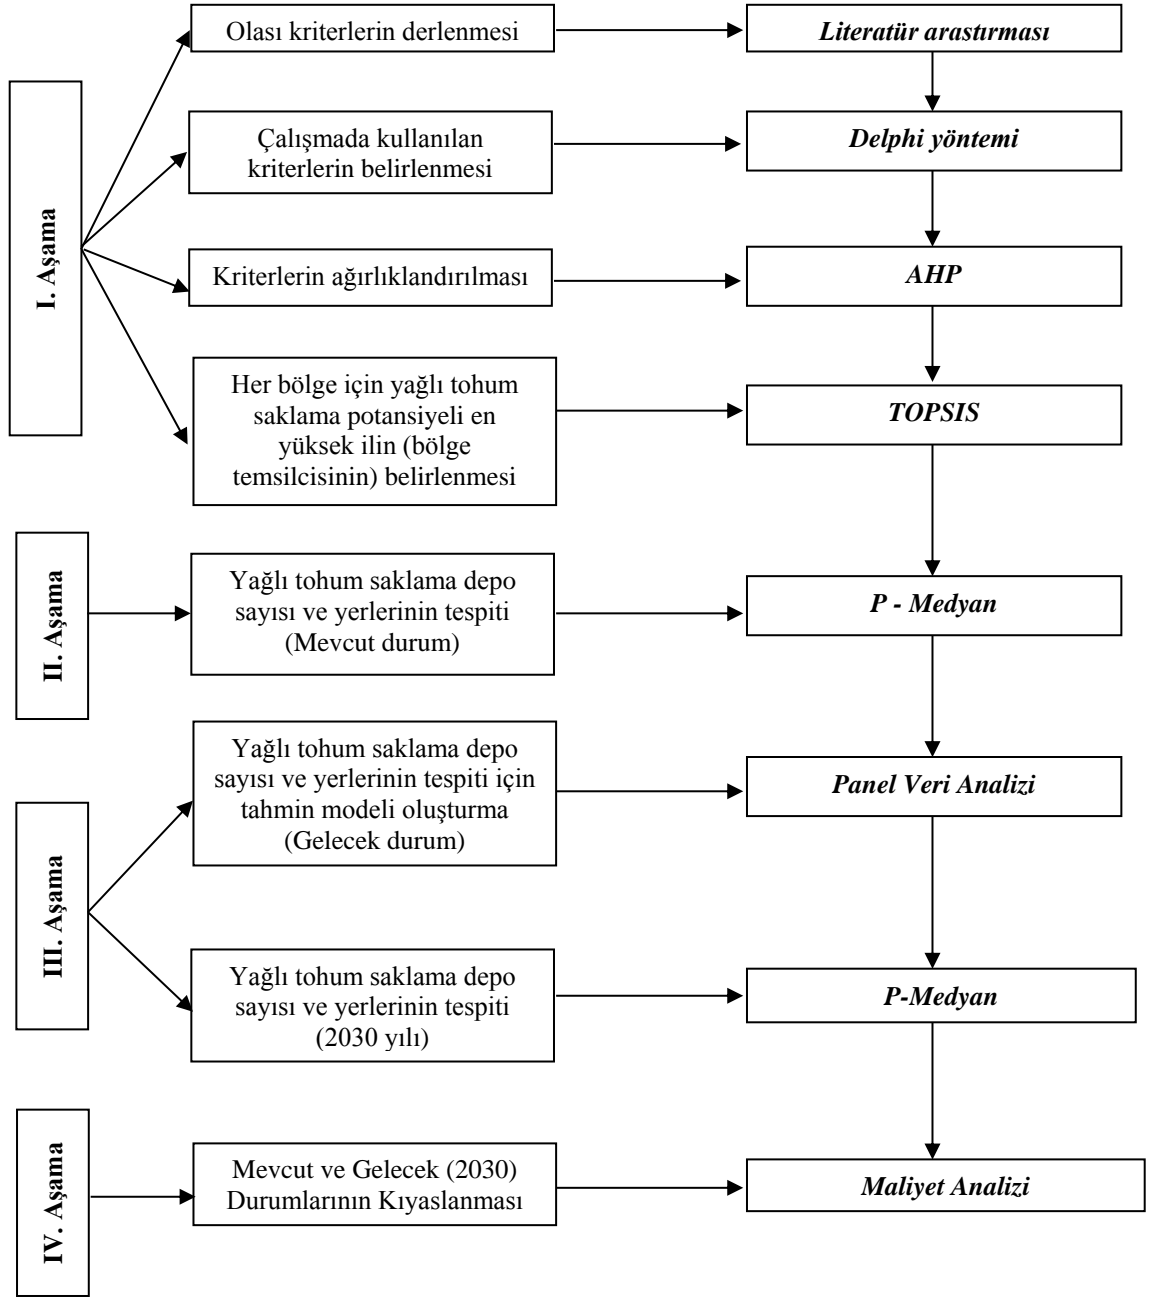 Olası kriterlerin derlenmesi
Literatür arastırması
I. Aşama
Çalışmada kullanılan
kriterlerin belirlenmesi
Delphi yöntemi
Kriterlerin ağırlıklandırılması
AHP
Her bölge için yağlı tohum
saklama potansiyeli en
yüksek ilin (bölge
temsilcisinin) belirlenmesi
TOPSIS
II. Aşama
Yağlı tohum saklama depo
sayısı ve yerlerinin tespiti
(Mevcut durum)
P - Medyan
III. Aşama
Yağlı tohum saklama depo
sayısı ve yerlerinin tespiti için
tahmin modeli oluşturma
(Gelecek durum)
Panel Veri Analizi
Yağlı tohum saklama depo
sayısı ve yerlerinin tespiti
(2030 yılı)
P-Medyan
IV. Aşama
Mevcut ve Gelecek (2030)
Durumlarının Kıyaslanması
Maliyet Analizi